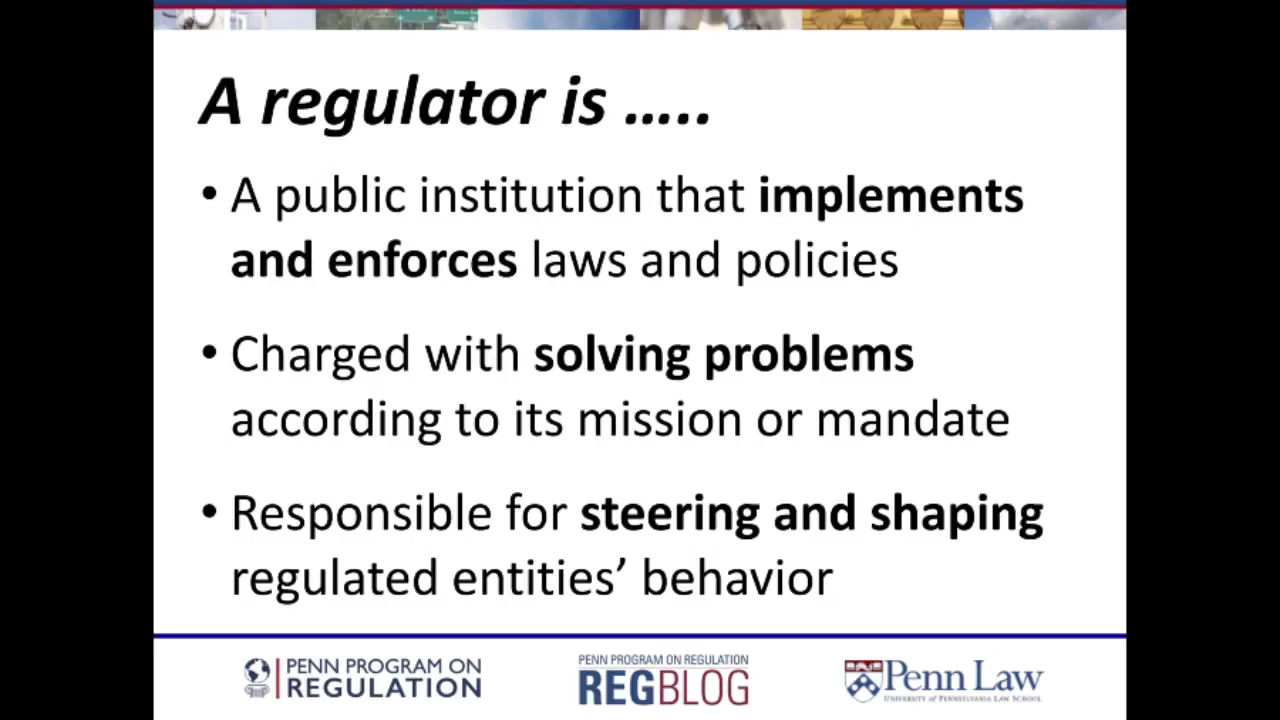 A regulator is .....
• A public institution that implements
and enforces laws and policies
• Charged with solving problems
according to its mission or mandate
• Responsible for steering and shaping
regulated entities’ behavior
PENN PROGRAM ON
REGULATION
PENN PROGRAM ON REGULATION
REGBLOG
Penn Law
UNIVERSITY OF PENNSYLVANIA LAW SCHOOL